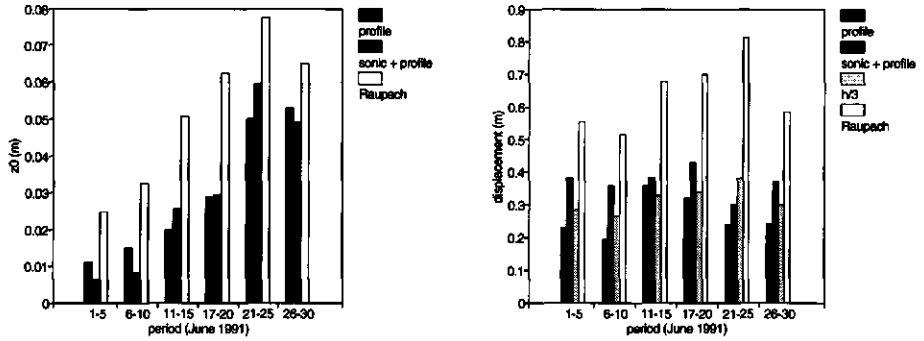 0.08
0.07
0.06
0.05
0.04
0.03
0.02
0.01
0
z0 (m)
1-5 6-10 11-15 17-20 21-25 26-30
period (June 1991)
profile
sonic + profile
Raupach
0.9
0.8
0.7
0.6
0.5
0.4
0.3
0.2
0.1
0
displacement (m)
1-5 6-10 11-15 17-20 21-25 26-30
period (June 1991)
profile
sonic + profile
h/3
Raupach